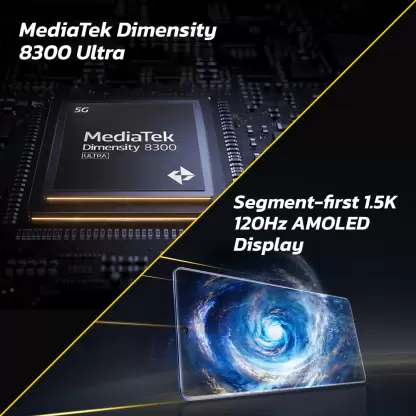 MediaTek Dimensity
8300 Ultra
5G
MediaTek
Dimensity 8300
ULTRA
Segment-first 1.5K
120Hz AMOLED
Display